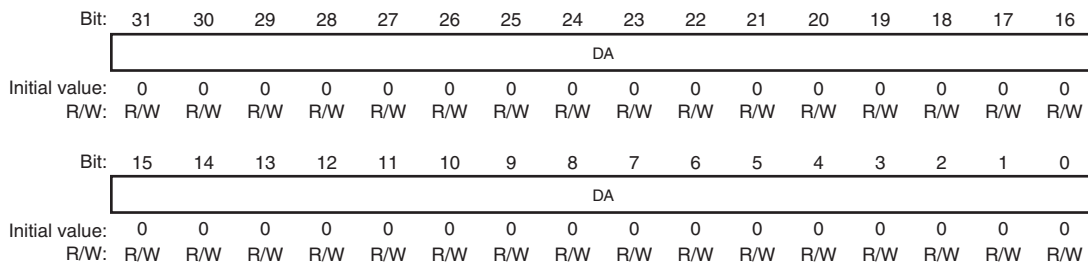 Bit: 31 30 29 28 27 26 25 24 23 22 21 20 19 18 17 16
DA
Initial value: 0 0 0 0 0 0 0 0 0 0 0 0 0 0 0 0
R/W: R/W R/W R/W R/W R/W R/W R/W R/W R/W R/W R/W R/W R/W R/W R/W R/W
Bit: 15 14 13 12 11 10 9 8 7 6 5 4 3 2 1 0
DA
Initial value: 0 0 0 0 0 0 0 0 0 0 0 0 0 0 0 0
R/W: R/W R/W R/W R/W R/W R/W R/W R/W R/W R/W R/W R/W R/W R/W R/W R/W